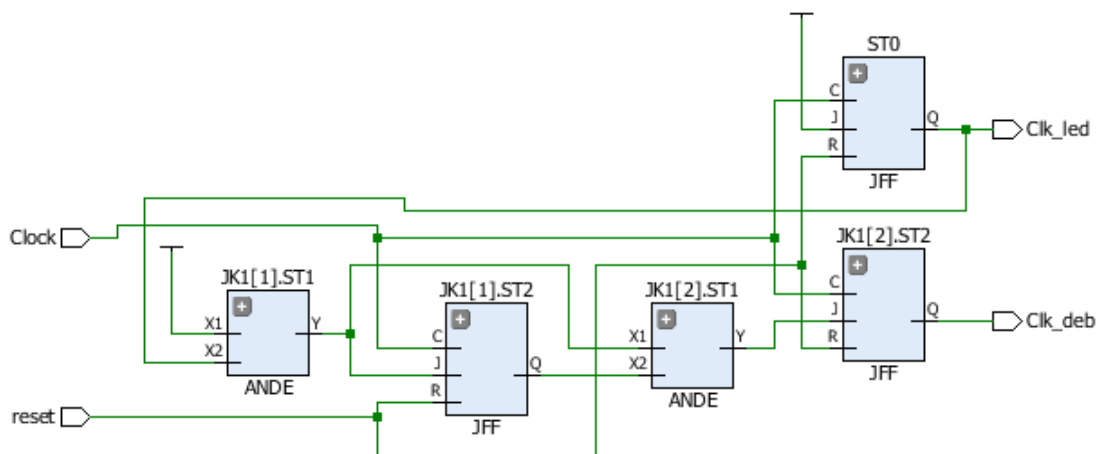 ST0
C
J
R
Q
JFF
Clk_led
Clock
JK1[1].ST1
X1
X2
Y
ANDE
JK1[1].ST2
C
J
R
Q
JFF
JK1[2].ST1
X1
X2
Y
ANDE
JK1[2].ST2
C
J
R
Q
JFF
Clk_deb
reset